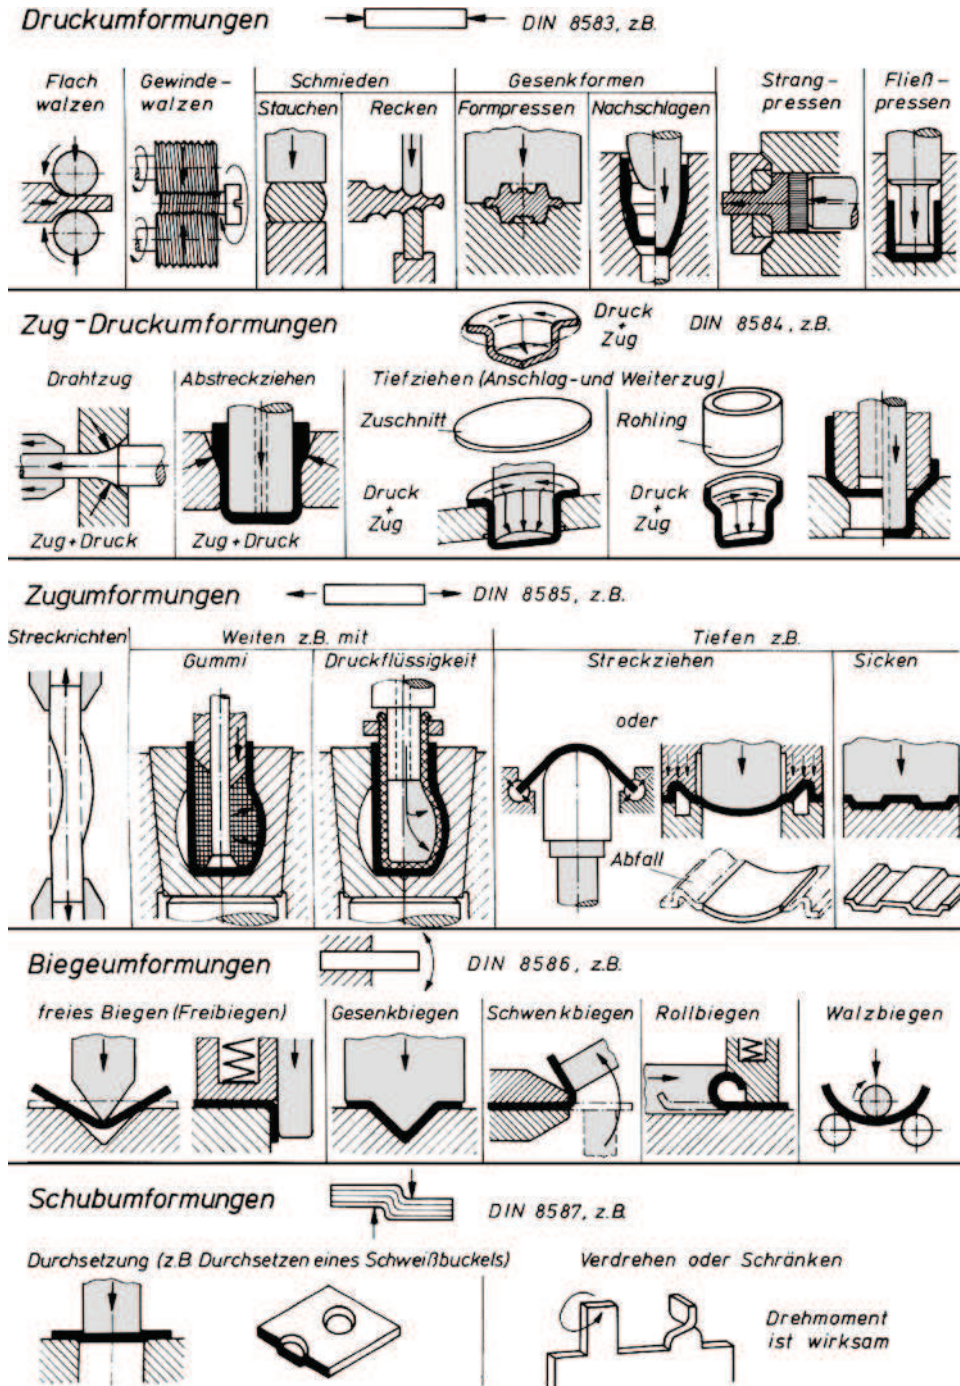 Druckumformungen
DIN 8583, z.B.
Flach walzen
Gewinde-walzen
Schmieden
Stauchen
Recken
Gesenkformen
Formpressen
Nachschlagen
Strang-pressen
Fließ-pressen
Zug-Druckumformungen
Druck + Zug
DIN 8584, z.B.
Drahtzug
Zug+Druck
Abstreckziehen
Zug+Druck
Tiefziehen (Anschlag-und Weiterzug)
Zuschnitt
Druck + Zug
Rohling
Druck + Zug
Zugumformungen
DIN 8585, z.B.
Streckrichten
Weiten z.B. mit
Gummi
Druckflüssigkeit
Tiefen z.B.
Streckziehen
oder
Abfall
Sicken
Biegeumformungen
DIN 8586, z.B.
freies Biegen (Freibiegen)
Gesenkbiegen
Schwenkbiegen
Rollbiegen
Walzbiegen
Schubumformungen
DIN 8587, z.B.
Durchsetzung (z.B. Durchsetzen eines Schweißbuckels)
Verdrehen oder Schränken
Drehmoment
ist wirksam